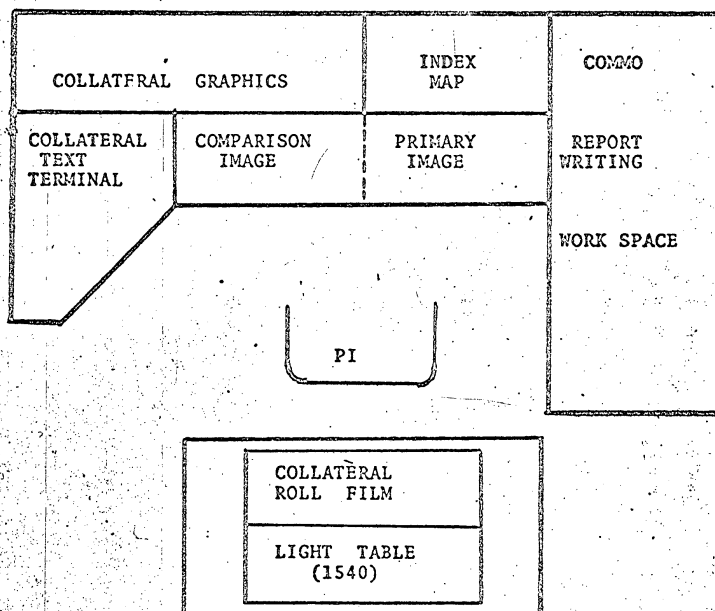 COLLATERAL GRAPHICS
INDEX
MAP
COMMO
COLLATERAL
TEXT
TERMINAL
COMPARISON
IMAGE
PRIMARY
IMAGE
REPORT
WRITING
WORK SPACE
PI
COLLATERAL
ROLL FILM
LIGHT TABLE
(1540)